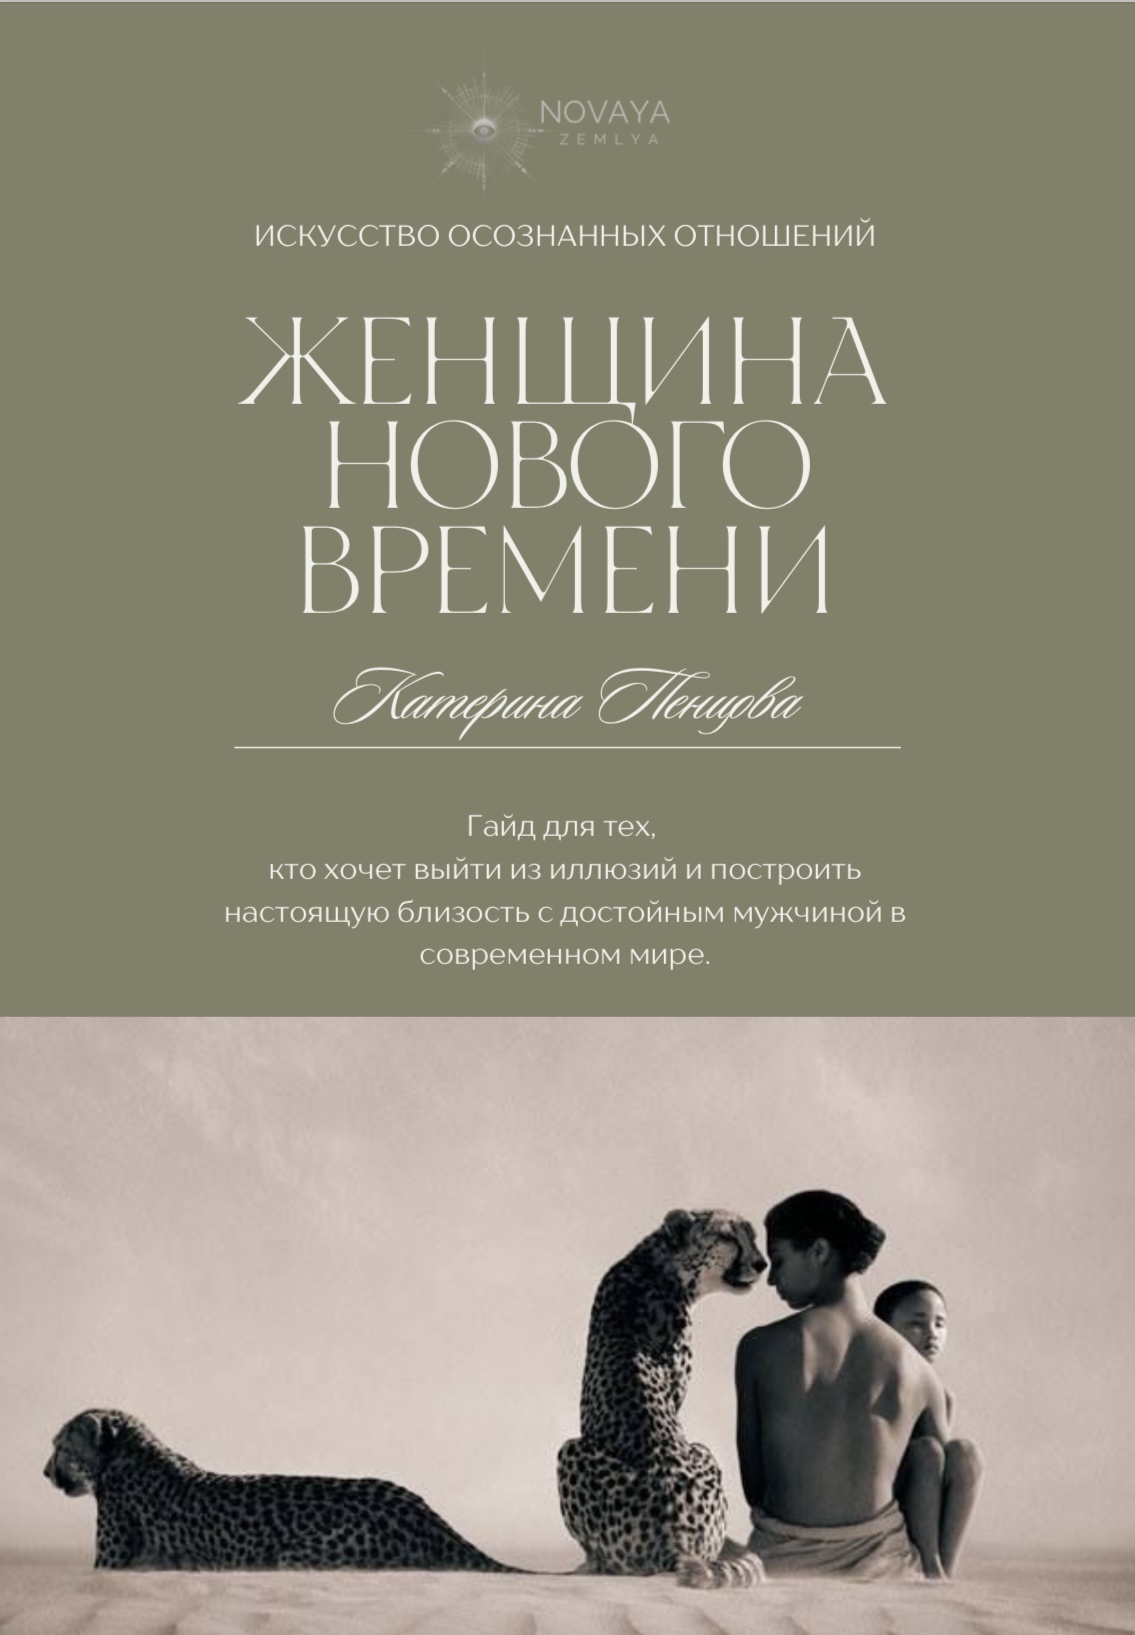 NOVAYA
ZEMLYA
ИСКУССТВО ОСОЗНАННЫХ ОТНОШЕНИЙ
ЖЕНЩИНА
НОВОГО
ВРЕМЕНИ
Катерина Пенцова
Гайд для тех,
кто хочет выйти из иллюзий и построить
настоящую близость с достойным мужчиной в
современном мире.